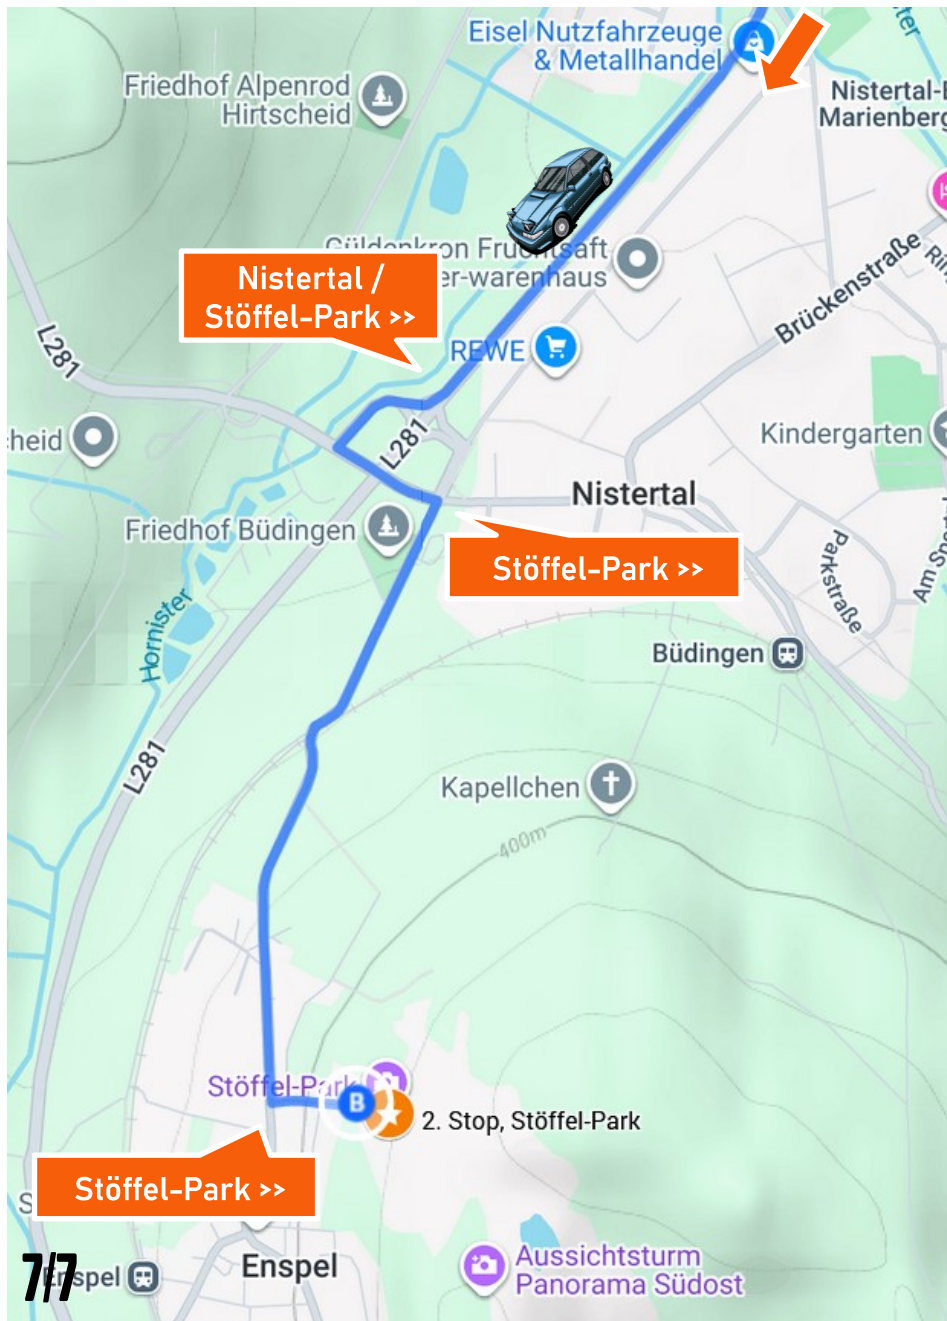 Eisel Nutzfahrzeuge
& Metallhandel
Friedhof Alpenrod
Hirtscheid
Nistertal-B
Marienberg
Brückenstraße
Nistertal /
Stöffel-Park >>
REWE
L281
L281
cheid
Kindergarten
Nistertal
Friedhof Büdingen
Stöffel-Park >>
Parkstraße
Hornister
Büdingen
L281
Kapellchen
400m
Stöffel-Park
B
2. Stop, Stöffel-Park
Stöffel-Park >>
Enspel
7/7
Enspel
Aussichtsturm
Panorama Südost